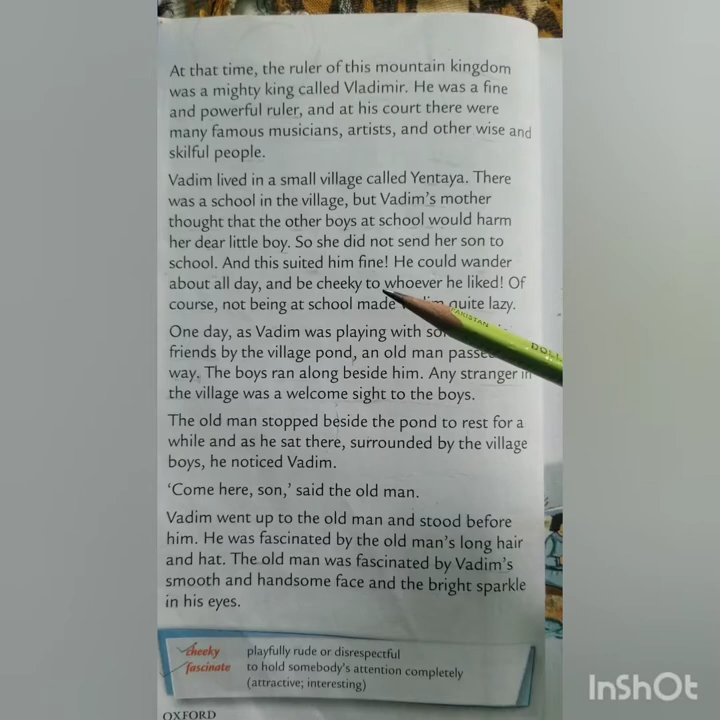 At that time, the ruler of this mountain kingdom
was a mighty king called Vladimir. He was a fine
and powerful ruler, and at his court there were
many famous musicians, artists, and other wise and
skilful people.
Vadim lived in a small village called Yentaya. There
was a school in the village, but Vadim's mother
thought that the other boys at school would harm
her dear little boy. So she did not send her son to
school. And this suited him fine! He could wander
about all day, and be cheeky to whoever he liked! Of
course, not being at school made quite lazy.
One day, as Vadim was playing with
friends by the village pond, an old man passed
way. The boys ran along beside him. Any stranger in
the village was a welcome sight to the boys.
The old man stopped beside the pond to rest for a
while and as he sat there, surrounded by the village
boys, he noticed Vadim.
'Come here, son,' said the old man.
Vadim went up to the old man and stood before
him. He was fascinated by the old man's long hair
and hat. The old man was fascinated by Vadim's
smooth and handsome face and the bright sparkle
in his eyes.
cheeky playfully rude or disrespectful
fascinate to hold somebody's attention completely
(attractive; interesting)
OXFORD
PAKISTAN
DOLL
InShOt